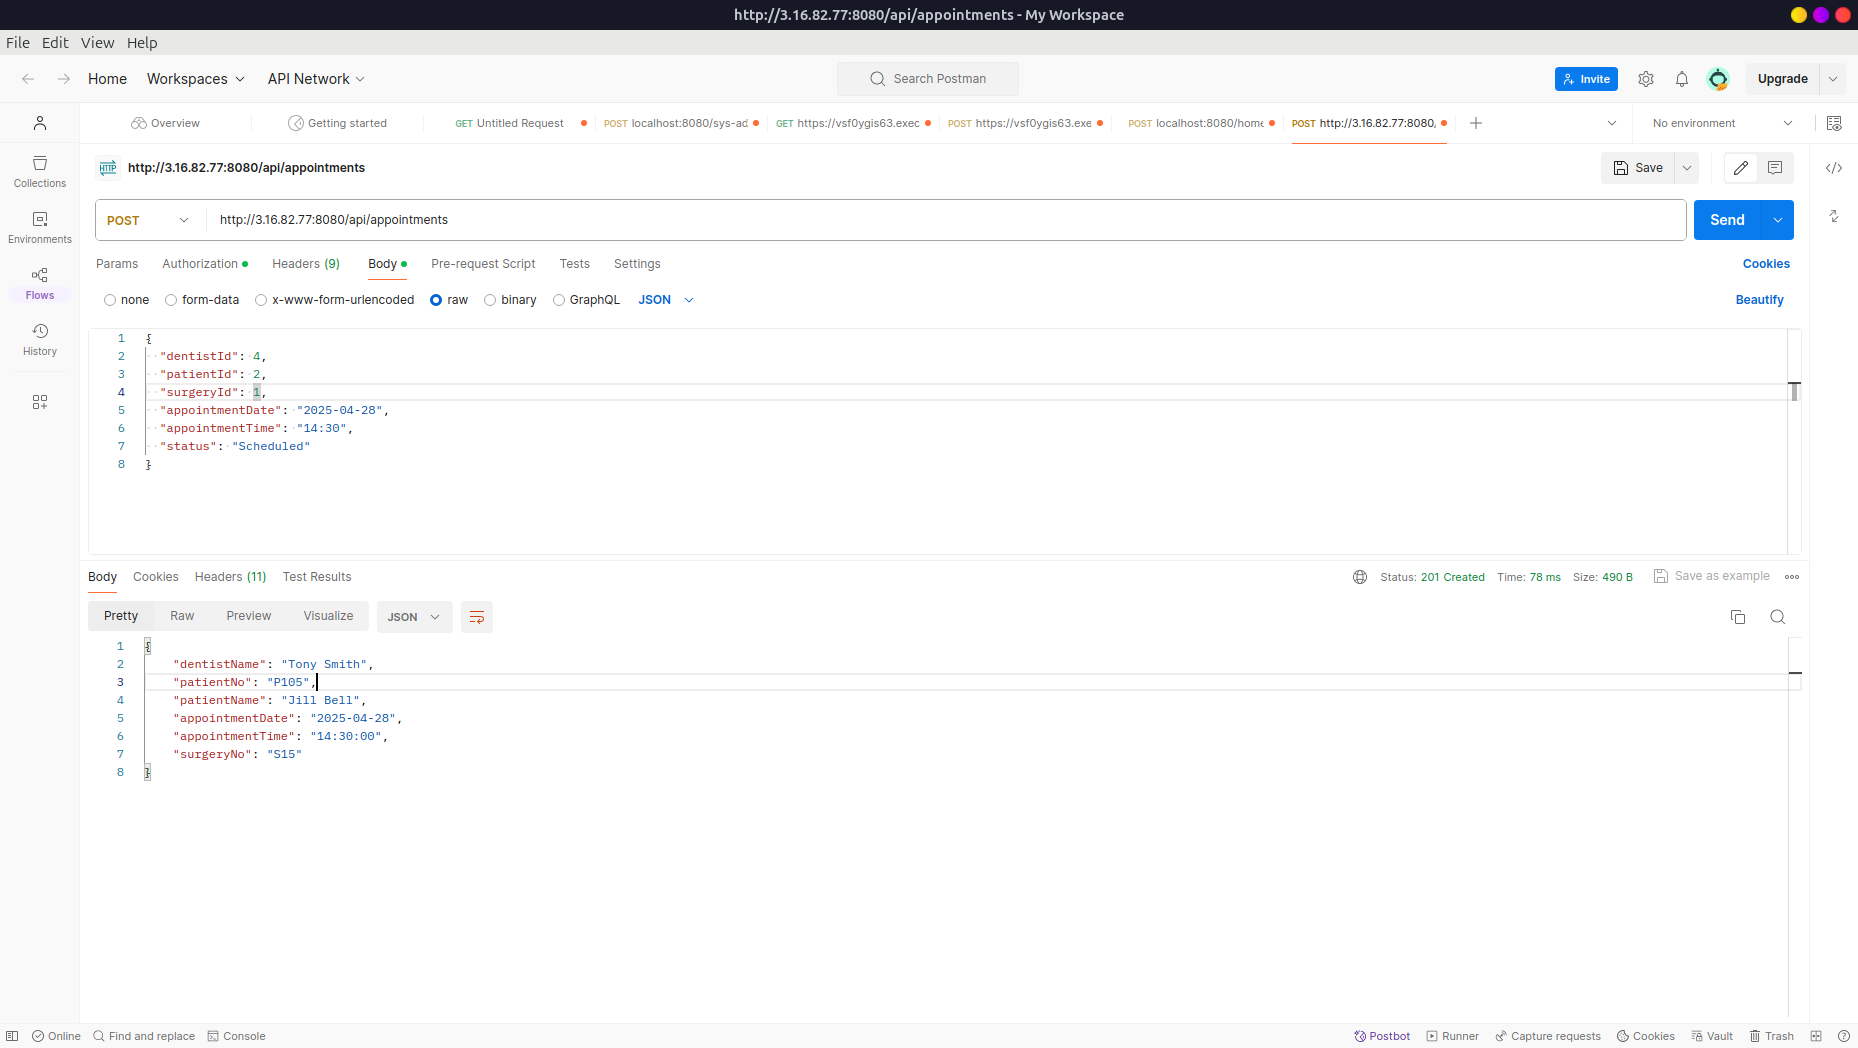 http://3.16.82.77:8080/api/appointments - My Workspace
File Edit View Help
Home Workspaces API Network Search Postman Invite Upgrade
Overview Getting started GET Untitled Request POST localhost:8080/sys-ad GET https://vsf0ygis63.exec POST https://vsf0ygis63.exe POST localhost:8080/home POST http://3.16.82.77:8080, No environment
Collections
Environments
Flows
History
HTTP http://3.16.82.77:8080/api/appointments Save
POST http://3.16.82.77:8080/api/appointments Send
Params Authorization Headers (9) Body Pre-request Script Tests Settings Cookies
none form-data x-www-form-urlencoded raw binary GraphQL JSON Beautify
1 {
2 "dentistId": 4,
3 "patientId": 2,
4 "surgeryId": 1,
5 "appointmentDate": "2025-04-28",
6 "appointmentTime": "14:30",
7 "status": "Scheduled"
8 }
Body Cookies Headers (11) Test Results Status: 201 Created Time: 78 ms Size: 490 B Save as example
Pretty Raw Preview Visualize JSON
1 {
2 "dentistName": "Tony Smith",
3 "patientNo": "P105",
4 "patientName": "Jill Bell",
5 "appointmentDate": "2025-04-28",
6 "appointmentTime": "14:30:00",
7 "surgeryNo": "S15"
8 }
Online Find and replace Console Postbot Runner Capture requests Cookies Vault Trash